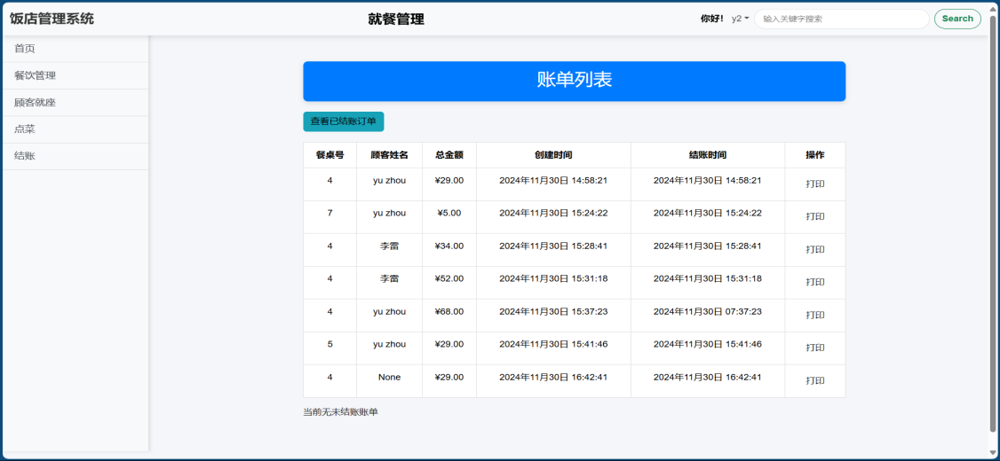 饭店管理系统 就餐管理 你好! y2 输入关键字搜索 Search
首页
餐饮管理
顾客就座
点菜
结账
账单列表
查看已结账订单
餐桌号 顾客姓名 总金额 创建时间 结账时间 操作
4 yu zhou ¥29.00 2024年11月30日 14:58:21 2024年11月30日 14:58:21 打印
7 yu zhou ¥5.00 2024年11月30日 15:24:22 2024年11月30日 15:24:22 打印
4 李雷 ¥34.00 2024年11月30日 15:28:41 2024年11月30日 15:28:41 打印
4 李雷 ¥52.00 2024年11月30日 15:31:18 2024年11月30日 15:31:18 打印
4 yu zhou ¥68.00 2024年11月30日 15:37:23 2024年11月30日 07:37:23 打印
5 yu zhou ¥29.00 2024年11月30日 15:41:46 2024年11月30日 15:41:46 打印
4 None ¥29.00 2024年11月30日 16:42:41 2024年11月30日 16:42:41 打印
当前无未结账账单